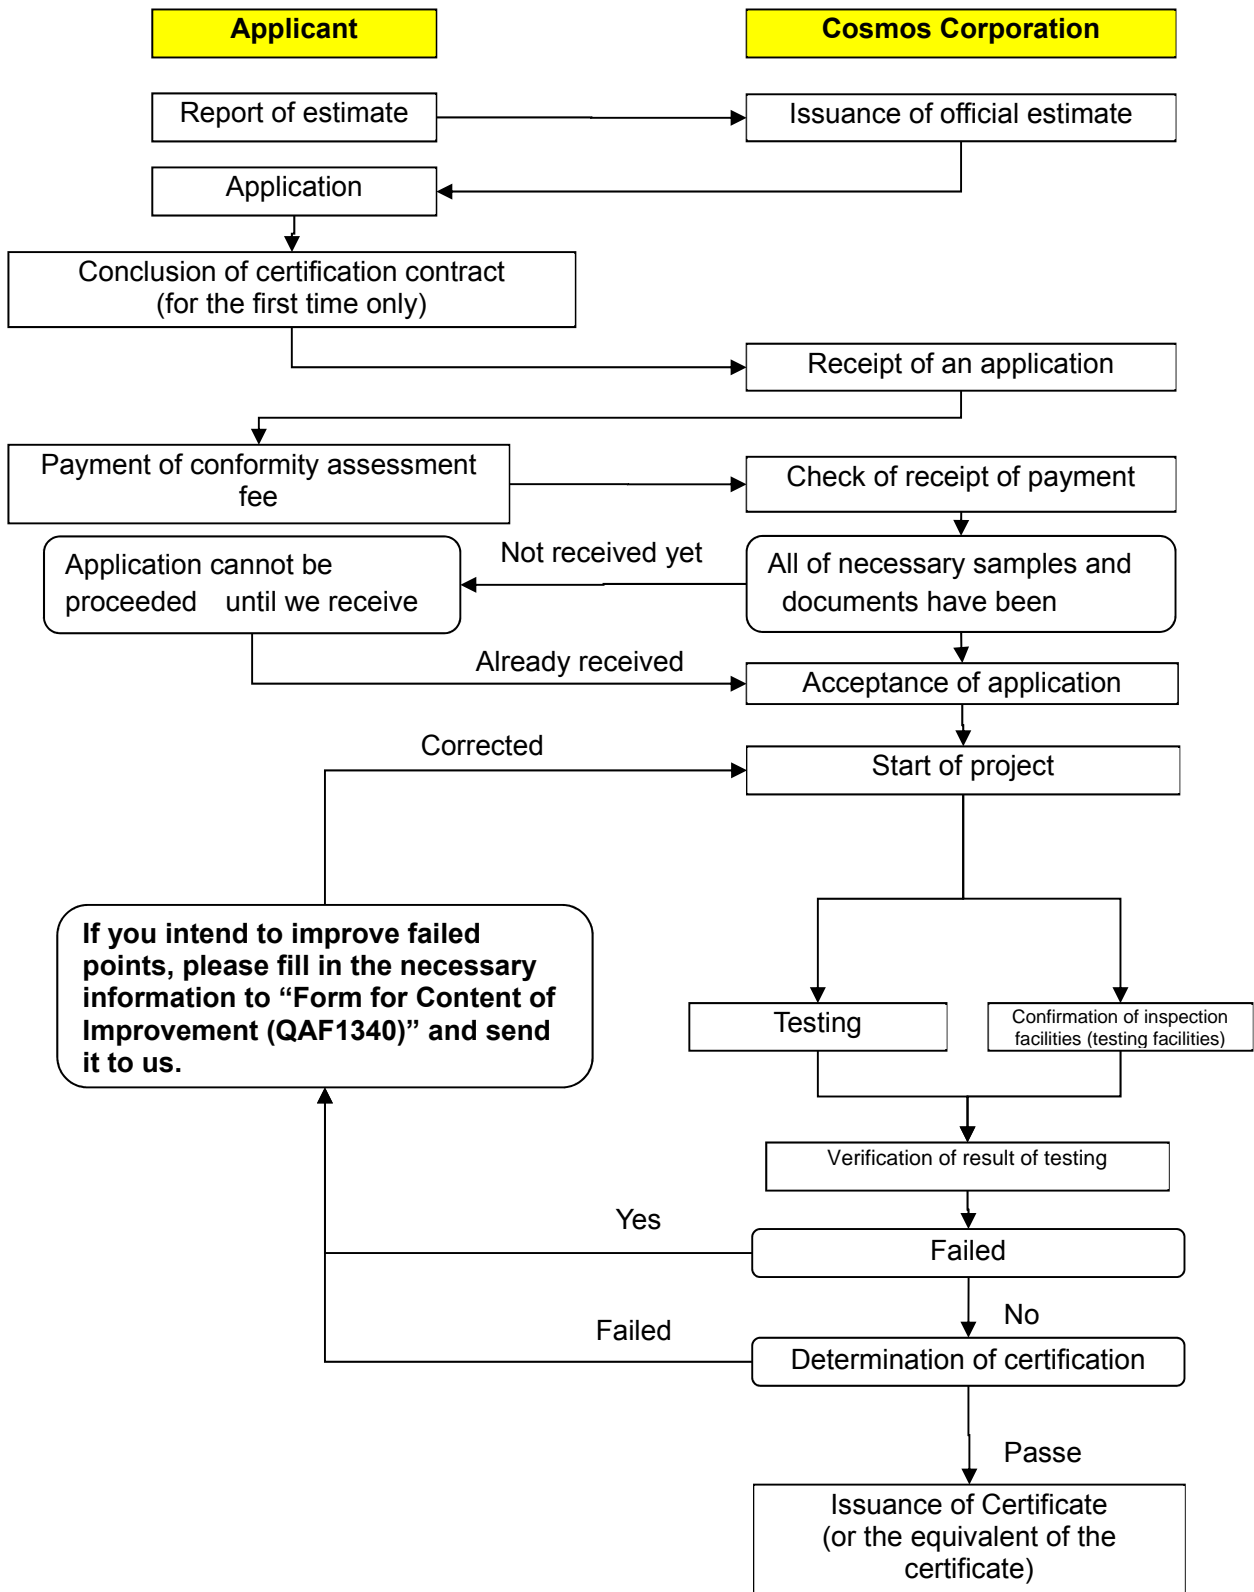 Applicant
Cosmos Corporation
Report of estimate
Issuance of official estimate
Application
Conclusion of certification contract
(for the first time only)
Receipt of an application
Payment of conformity assessment
fee
Check of receipt of payment
Application cannot be
proceeded until we receive
Not received yet
All of necessary samples and
documents have been
Already received
Acceptance of application
Corrected
Start of project
If you intend to improve failed
points, please fill in the necessary
information to “Form for Content of
Improvement (QAF1340)” and send
it to us.
Testing
Confirmation of inspection
facilities (testing facilities)
Verification of result of testing
Yes
Failed
No
Failed
Determination of certification
Passe
Issuance of Certificate
(or the equivalent of the
certificate)